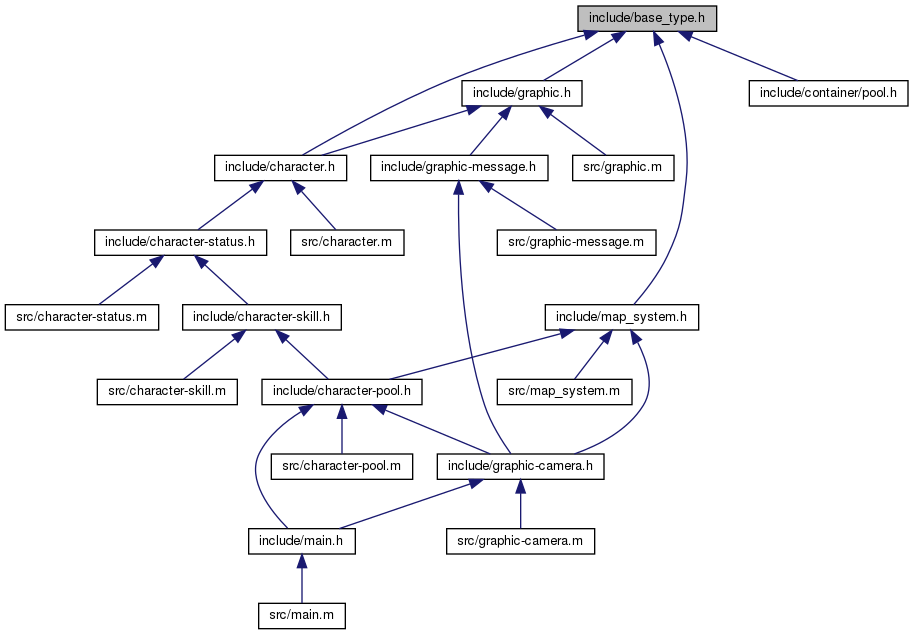 include/base_type.h
include/graphic.h
include/container/pool.h
include/character.h
include/graphic-message.h
src/graphic.m
include/character-status.h
src/character.m
src/graphic-message.m
src/character-status.m
include/character-skill.h
include/map_system.h
src/character-skill.m
include/character-pool.h
src/map_system.m
src/character-pool.m
include/graphic-camera.h
include/main.h
src/graphic-camera.m
src/main.m